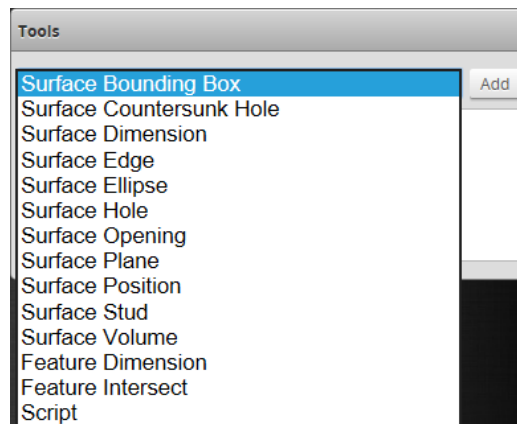 Tools
Surface Bounding Box
Add
Surface Countersunk Hole
Surface Dimension
Surface Edge
Surface Ellipse
Surface Hole
Surface Opening
Surface Plane
Surface Position
Surface Stud
Surface Volume
Feature Dimension
Feature Intersect
Script